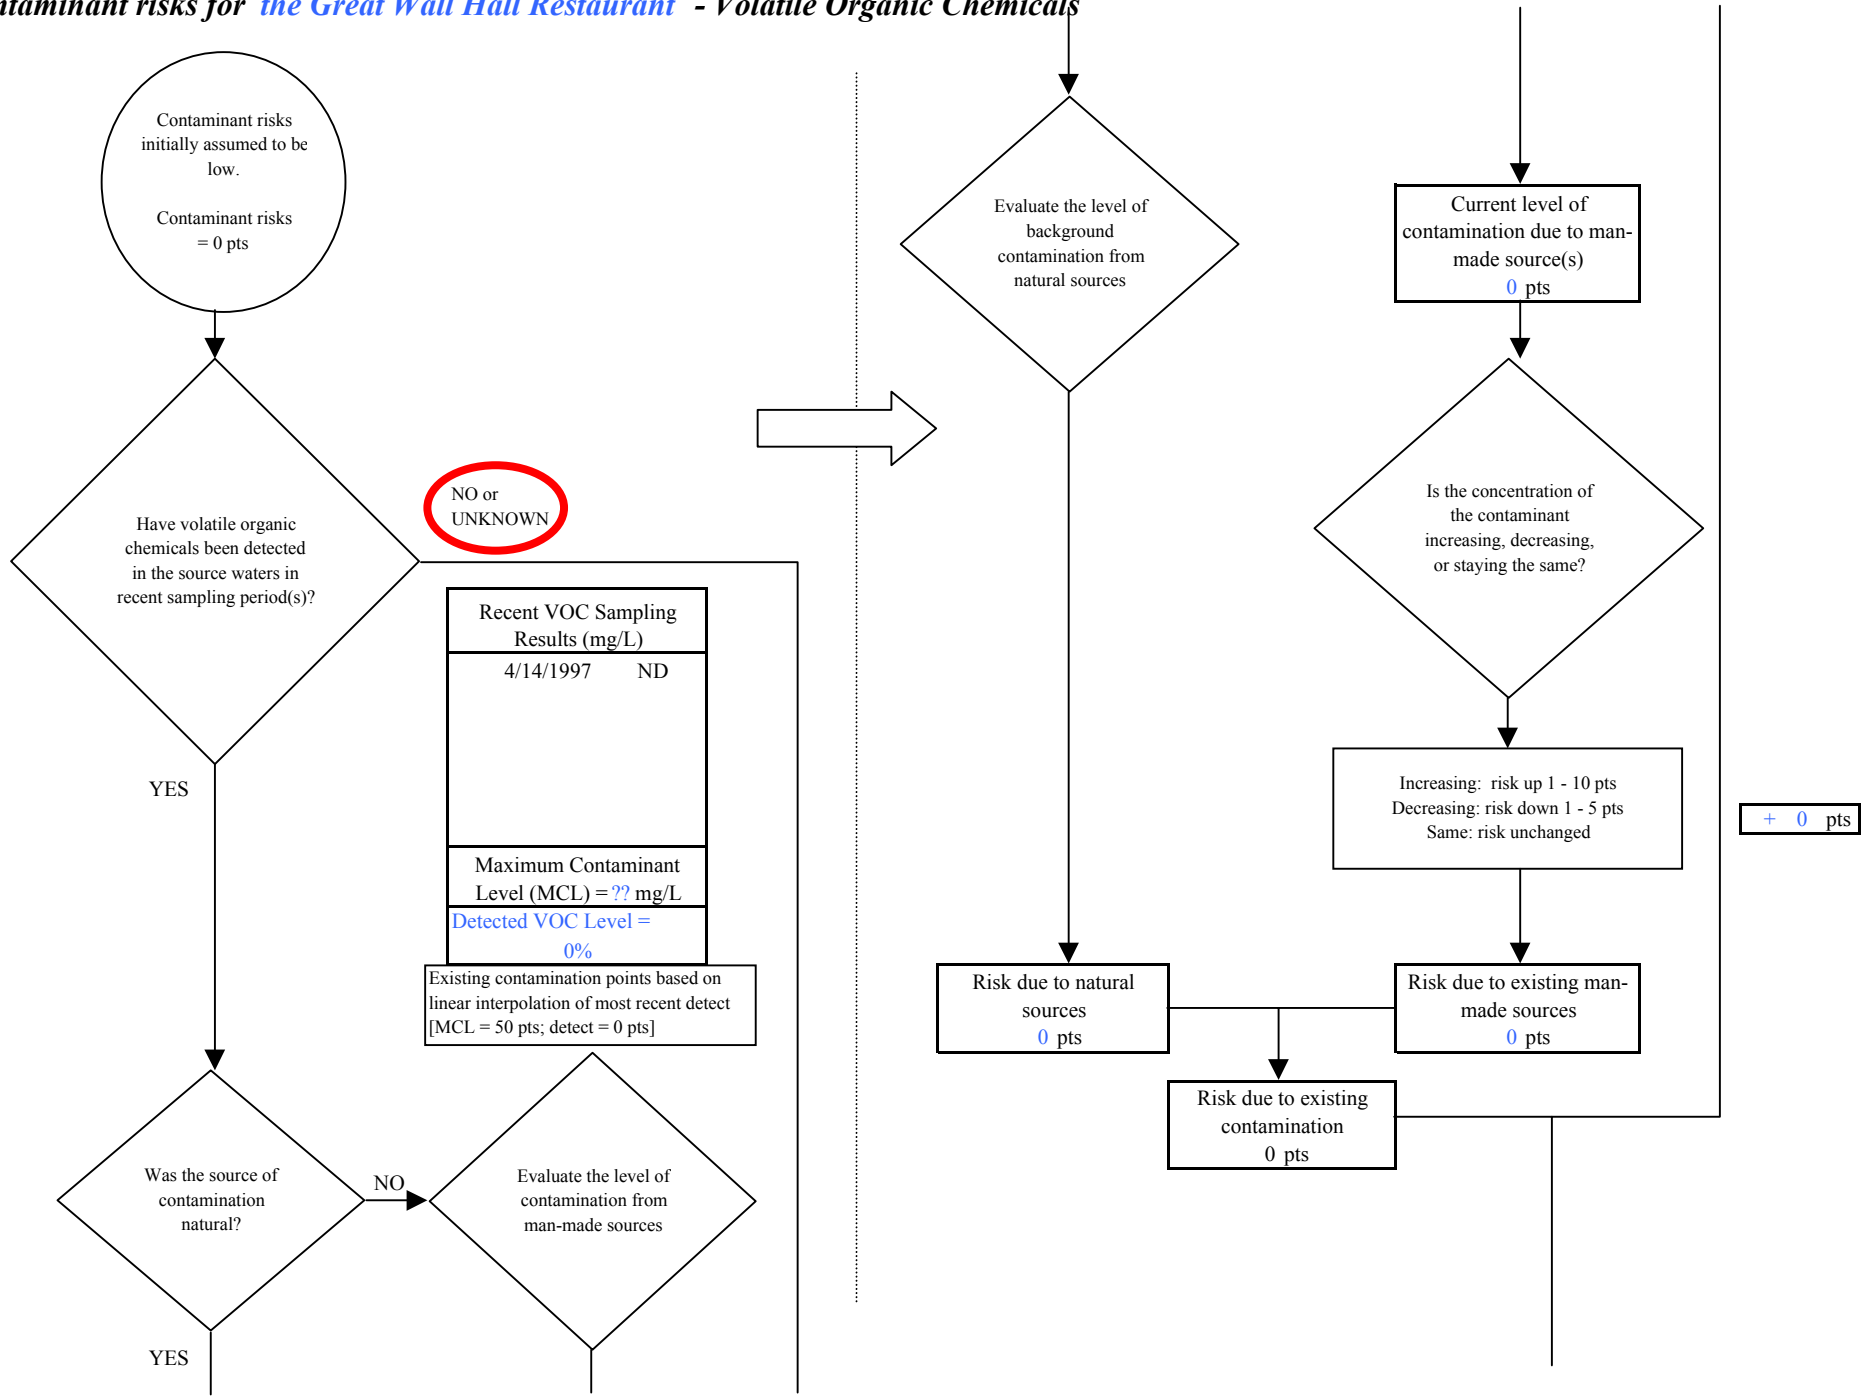 ntaminant risks for the Great Wall Hall Restaurant - Volatile Organic Chemicals
Contaminant risks
initially assumed to be
low.
Contaminant risks
= 0 pts
Have volatile organic
chemicals been detected
in the source waters in
recent sampling period(s)?
NO or
UNKNOWN
YES
Recent VOC Sampling
Results (mg/L)
4/14/1997 ND
Maximum Contaminant
Level (MCL) = ?? mg/L
Detected VOC Level =
0%
Existing contamination points based on
linear interpolation of most recent detect
[MCL = 50 pts; detect = 0 pts]
Was the source of
contamination
natural?
NO
YES
Evaluate the level of
contamination from
man-made sources
Evaluate the level of
background
contamination from
natural sources
Current level of
contamination due to man-
made source(s)
0 pts
Is the concentration of
the contaminant
increasing, decreasing,
or staying the same?
Increasing: risk up 1 - 10 pts
Decreasing: risk down 1 - 5 pts
Same: risk unchanged
+ 0 pts
Risk due to natural
sources
0 pts
Risk due to existing man-
made sources
0 pts
Risk due to existing
contamination
0 pts